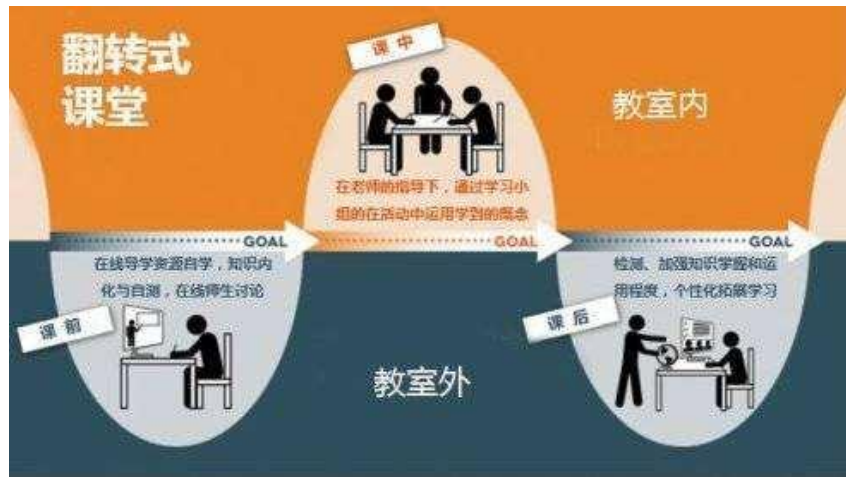 翻转式
课堂
课 中
教室内
在老师的指导下，通过学习小
组的在活动中运用学到的概念
GOAL
GOAL
GOAL
在线导学资源自学，知识内
化与自测，在线师生讨论
课 前
检测、加强知识掌握和运
用程度，个性化拓展学习
课 后
教室外